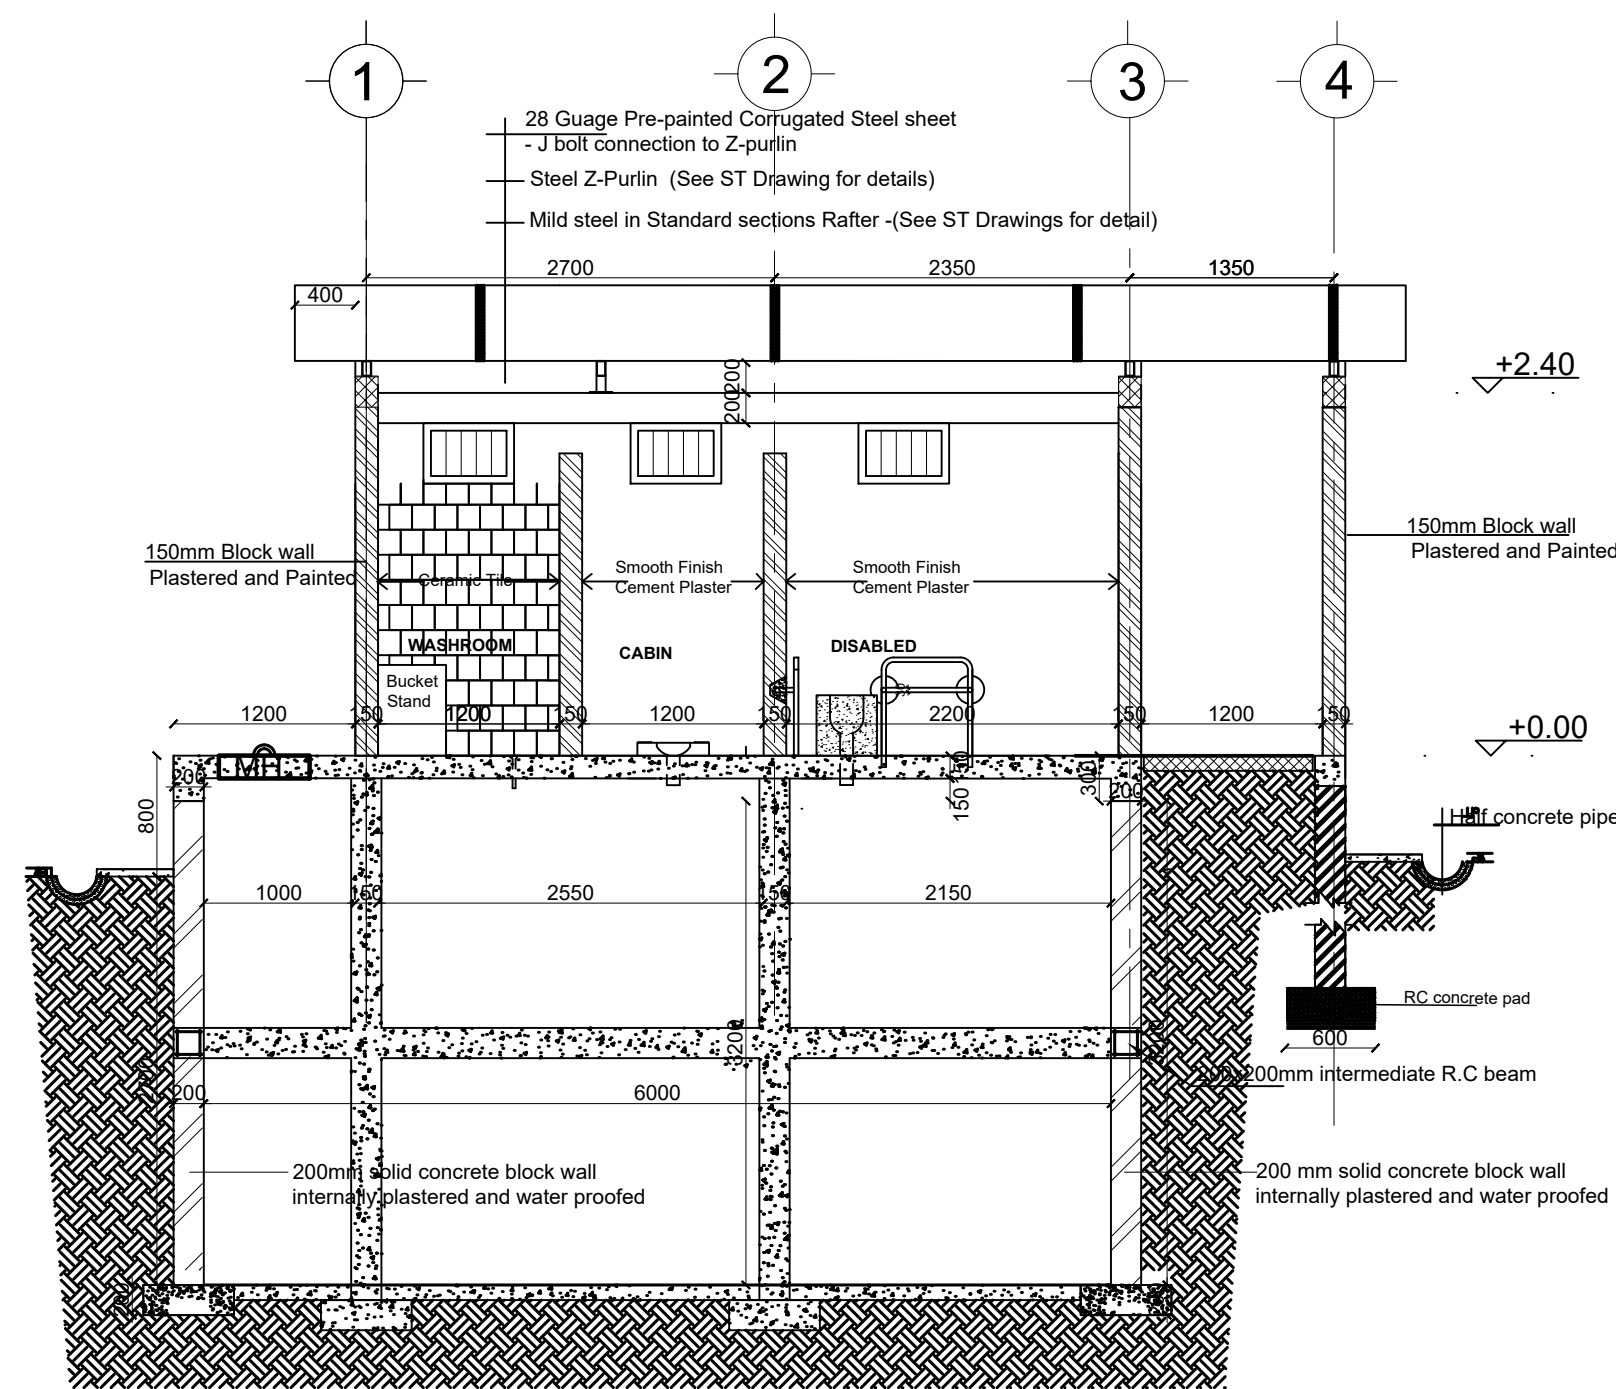 1
2
3
4
28 Guage Pre-painted Corrugated Steel sheet
- J bolt connection to Z-purlin
Steel Z-Purlin (See ST Drawing for details)
Mild steel in Standard sections Rafter -(See ST Drawings for detail)
2700
2350
1350
400
200
200
+2.40
150mm Block wall
Plastered and Painted
150mm Block wall
Plastered and Painted
Ceramic Tile
Smooth Finish
Cement Plaster
Smooth Finish
Cement Plaster
WASHROOM
CABIN
DISABLED
Bucket
Stand
1200
150
1200
150
1200
150
2200
150
1200
150
+0.00
MH
200
800
150
150
300
200
Half concrete pipe
1000
150
2550
150
2150
RC concrete pad
600
3200
200x200mm intermediate R.C beam
200
6000
200mm solid concrete block wall
internally plastered and water proofed
200 mm solid concrete block wall
internally plastered and water proofed
200